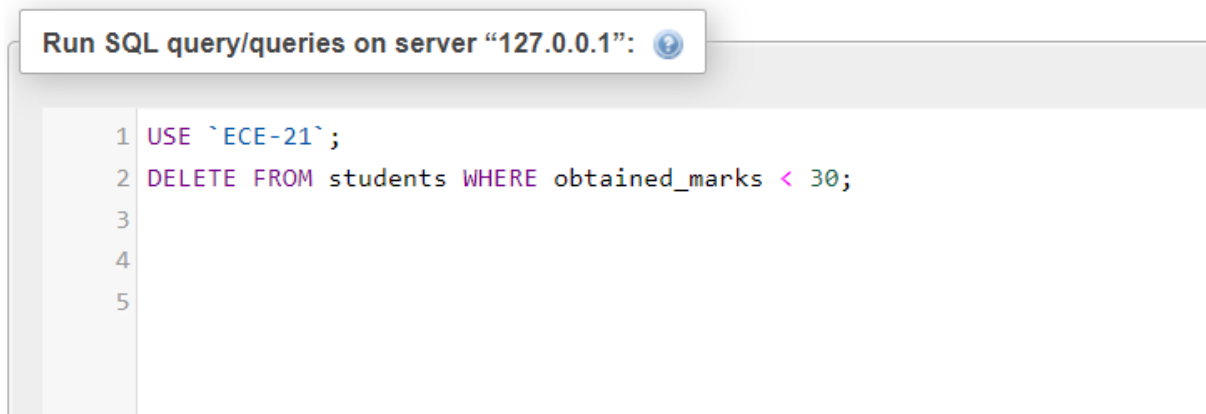 Run SQL query/queries on server “127.0.0.1”:
1 USE `ECE-21`;
2 DELETE FROM students WHERE obtained_marks < 30;
3
4
5